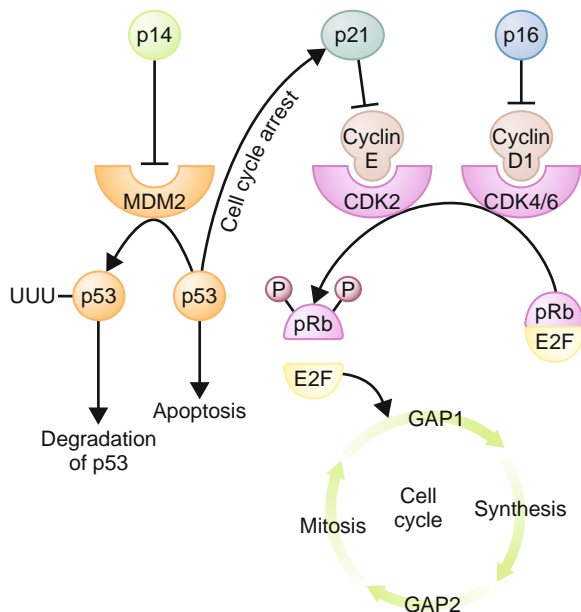 p14
p21
p16
Cell cycle arrest
Cyclin
E
Cyclin
D1
MDM2
CDK2
CDK4/6
UUU
p53
p53
P
P
pRb
pRb
E2F
E2F
Apoptosis
Degradation
of p53
GAP1
Cell
cycle
Synthesis
Mitosis
GAP2